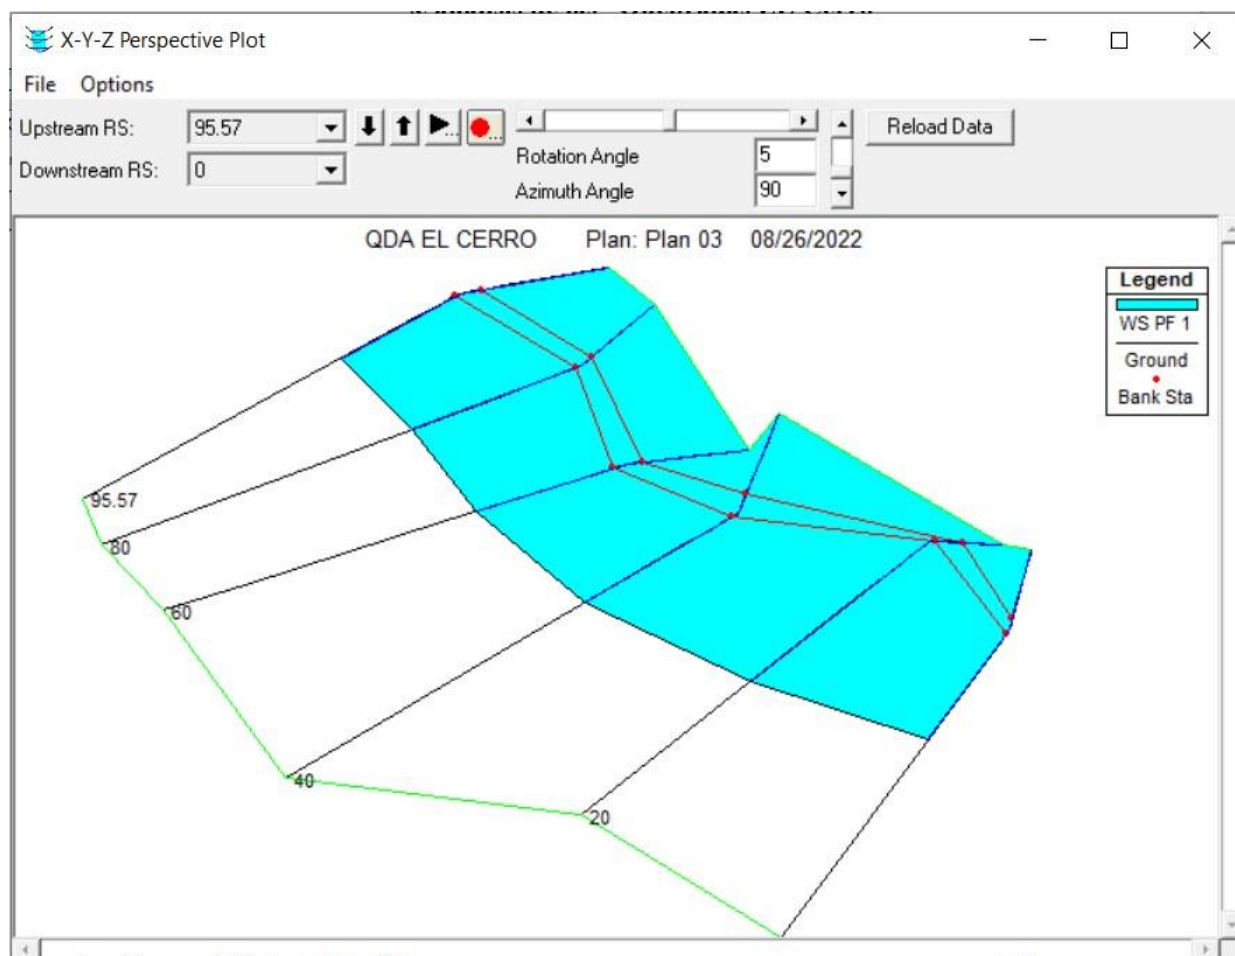 X-Y-Z Perspective Plot
File Options
Upstream RS: 95.57
Downstream RS: 0
Rotation Angle 5
Azimuth Angle 90
Reload Data
QDA EL CERRO Plan: Plan 03 08/26/2022
Legend
WS PF 1
Ground
Bank Sta
95.57
80
60
40
20